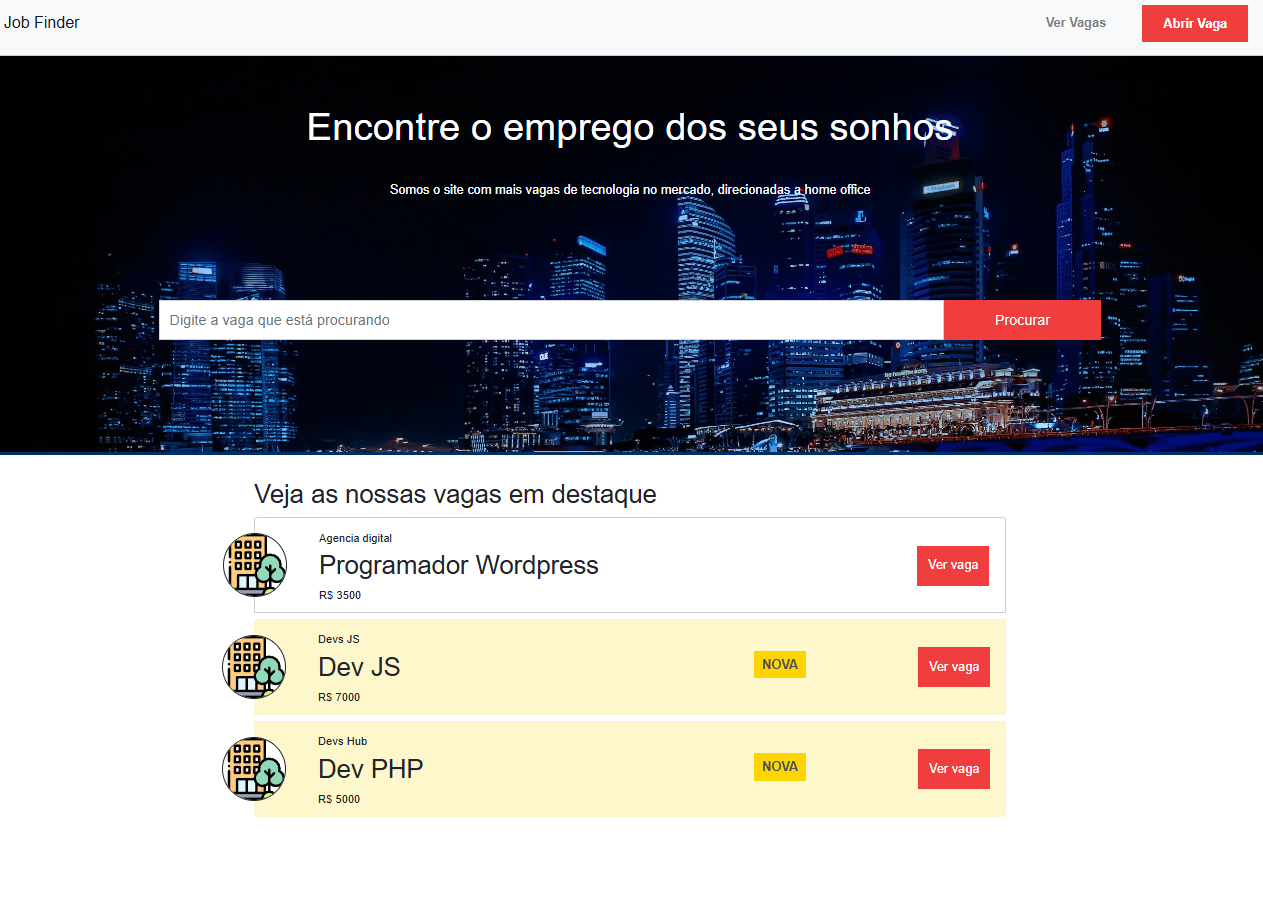 Job Finder
Ver Vagas
Abrir Vaga
Encontre o emprego dos seus sonhos
Somos o site com mais vagas de tecnologia no mercado, direcionadas a home office
Digite a vaga que está procurando
Procurar
Veja as nossas vagas em destaque
Agencia digital
Programador Wordpress
R$ 3500
Ver vaga
Devs JS
Dev JS
R$ 7000
NOVA
Ver vaga
Devs Hub
Dev PHP
R$ 5000
NOVA
Ver vaga